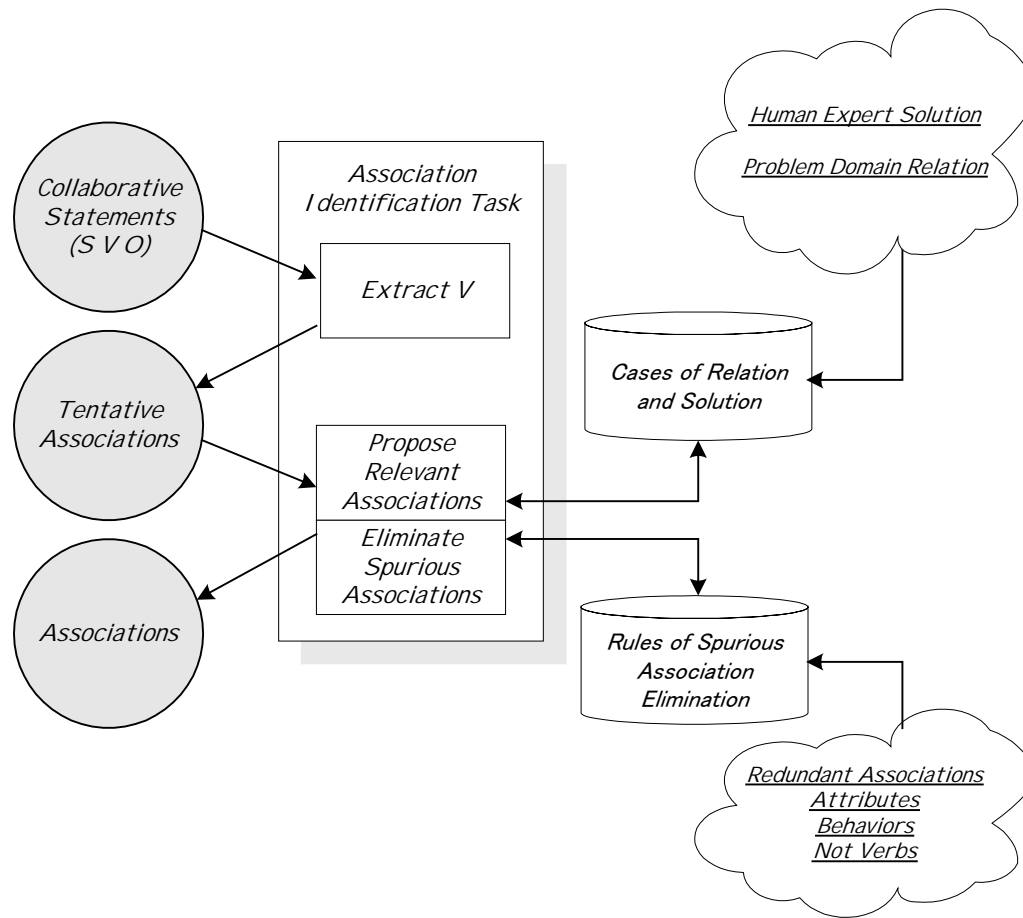 Collaborative
Statements
(S V O)
Association
Identification Task
Extract V
Tentative
Associations
Propose
Relevant
Associations
Eliminate
Spurious
Associations
Associations
Human Expert Solution
Problem Domain Relation
Cases of Relation
and Solution
Rules of Spurious
Association
Elimination
Redundant Associations
Attributes
Behaviors
Not Verbs